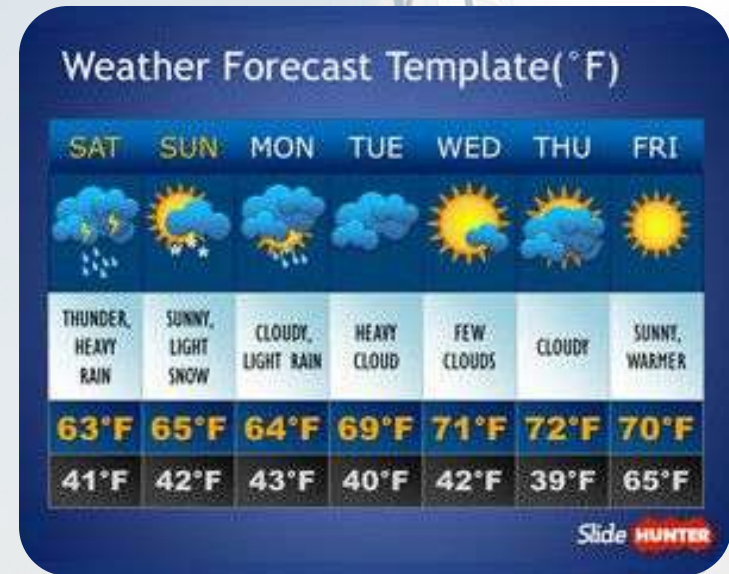 Weather Forecast Template(°F)
SAT SUN MON TUE WED THU FRI
THUNDER, HEAVY RAIN
SUNNY, LIGHT SNOW
CLOUDY, LIGHT RAIN
HEAVY CLOUD
FEW CLOUDS
CLOUDY
SUNNY, WARMER
63°F 65°F 64°F 69°F 71°F 72°F 70°F
41°F 42°F 43°F 40°F 42°F 39°F 65°F
Slide HUNTER